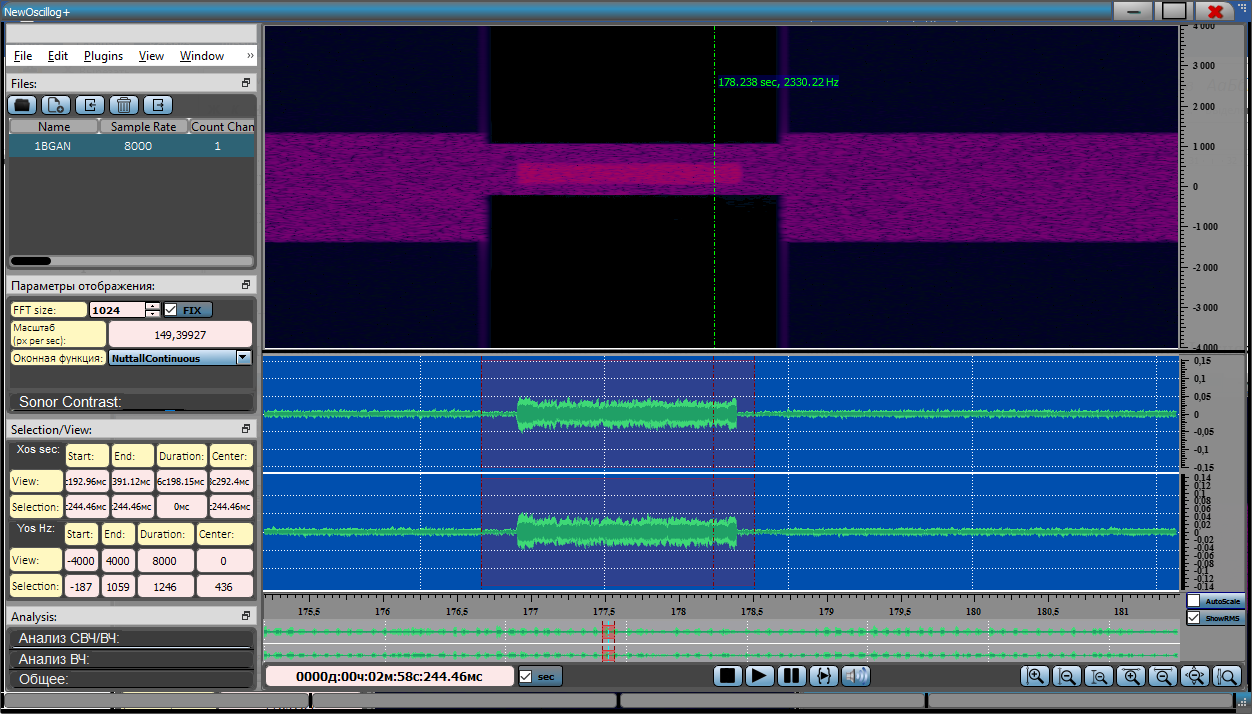 NewOscillog+
File Edit Plugins View Window »
Files:
Name Sample Rate Count Chan
1BGAN 8000 1
Параметры отображения:
FFT size: 1024 FIX
Масштаб
(px per sec): 149,39927
Оконная функция: NuttallContinuous
Sonor Contrast:
Selection/View:
Xos sec: Start: End: Duration: Center:
View: :192.96мс 391.12мс 6с198.15мс 8с292.4мс
Selection: :244.46мс :244.46мс 0мс :244.46мс
Yos Hz: Start: End: Duration: Center:
View: -4000 4000 8000 0
Selection: -187 1059 1246 436
Analysis:
Анализ СВЧ/ВЧ:
Анализ ВЧ:
Общее:
178.238 sec, 2330.22 Hz
4 000
3 000
2 000
1 000
0
-1 000
-2 000
-3 000
-4 000
0,15
0,1
0,05
0
-0,05
-0,1
-0,15
0.14
0.12
0.1
0.08
0.06
0.04
0.02
0
-0.02
-0.04
-0.06
-0.08
-0.1
-0.12
-0.14
175,5 176 176,5 177 177,5 178 178,5 179 179,5 180 180,5 181
AutoScale
ShowRMS
0000д:00ч:02м:58с:244.46мс sec